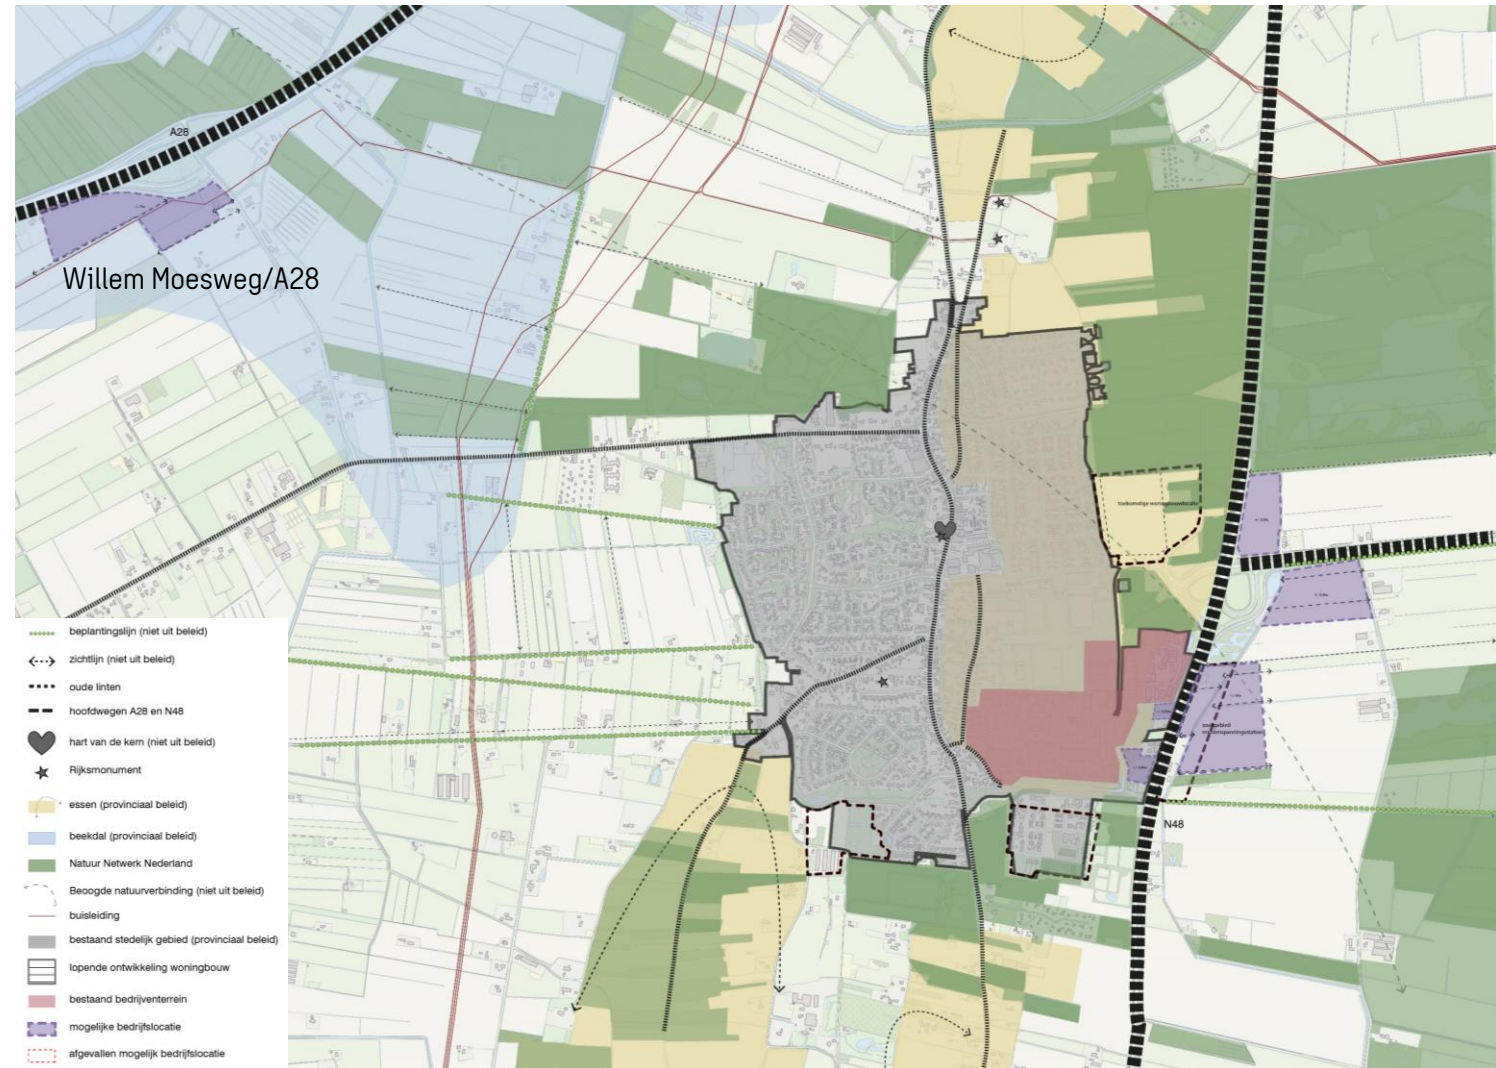 A28
Willem Moesweg/A28
N48
beplantingslijn (niet uit beleid)
zichtlijn (niet uit beleid)
oude linten
hoofdwegen A28 en N48
hart van de kern (niet uit beleid)
Rijksmonument
essen (provinciaal beleid)
beekdal (provinciaal beleid)
Natuur Netwerk Nederland
Beoogde natuurverbinding (niet uit beleid)
buisleiding
bestaand stedelijk gebied (provinciaal beleid)
lopende ontwikkeling woningbouw
bestaand bedrijventerrein
mogelijke bedrijfslocatie
afgevallen mogelijk bedrijfslocatie